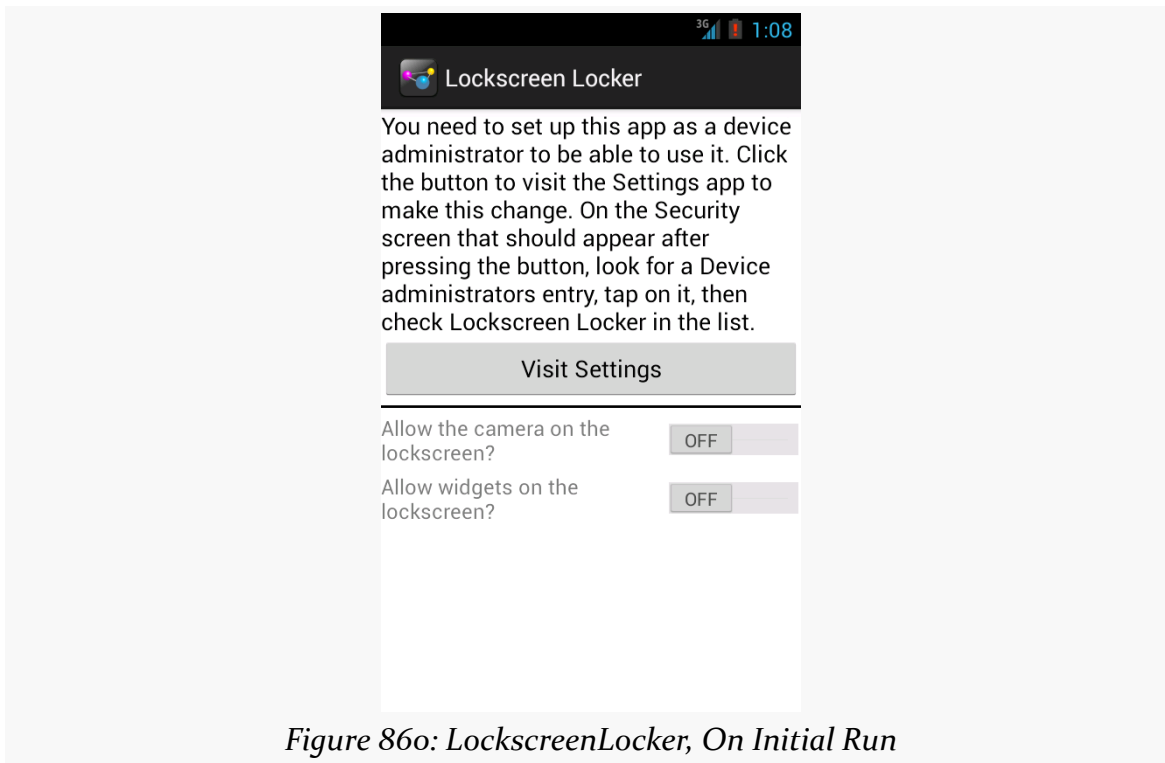 3G 1:08
Lockscreen Locker
You need to set up this app as a device
administrator to be able to use it. Click
the button to visit the Settings app to
make this change. On the Security
screen that should appear after
pressing the button, look for a Device
administrators entry, tap on it, then
check Lockscreen Locker in the list.
Visit Settings
Allow the camera on the
lockscreen?
OFF
Allow widgets on the
lockscreen?
OFF
Figure 860: LockscreenLocker, On Initial Run